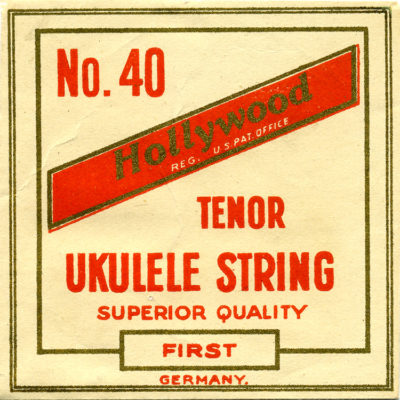 No. 40
Hollywood
REG. U.S. PAT. OFFICE
TENOR
UKULELE STRING
SUPERIOR QUALITY
FIRST
GERMANY.